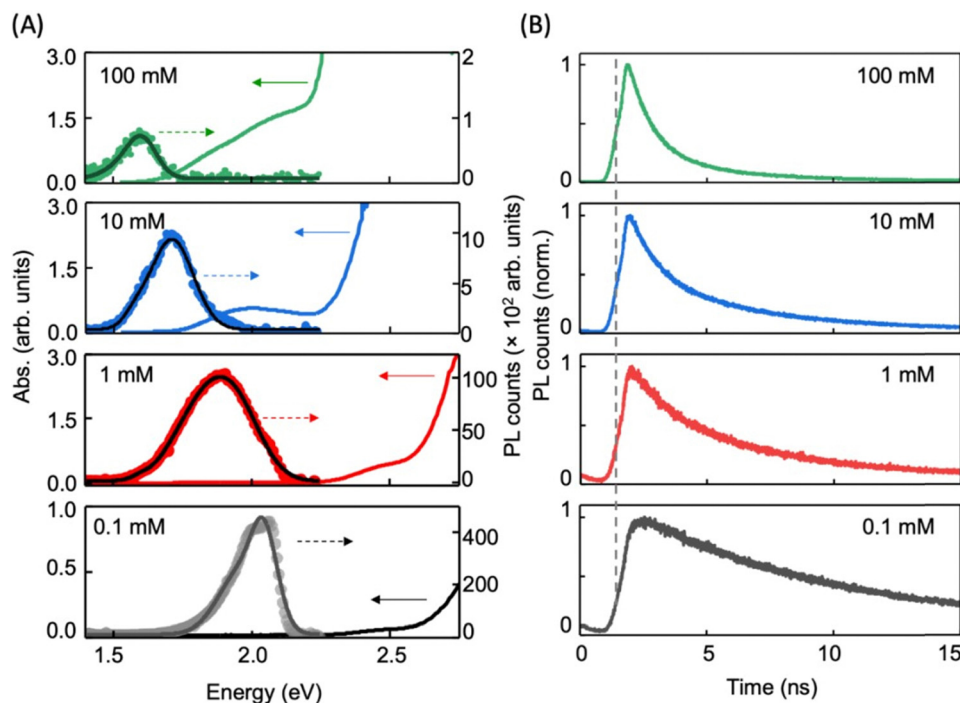 (A)
(B)
3.0
1.5
0.0
100 mM
2
1
0
3.0
1.5
0.0
10 mM
10
5
0
3.0
1.5
0.0
1 mM
100
50
0
1.0
0.5
0.0
0.1 mM
400
200
0
1.5
2.0
2.5
Energy (eV)
Abs. (arb. units)
PL counts (× 10² arb. units)
PL counts (norm.)
1
0
100 mM
1
0
10 mM
1
0
1 mM
1
0
0.1 mM
0
5
10
15
Time (ns)